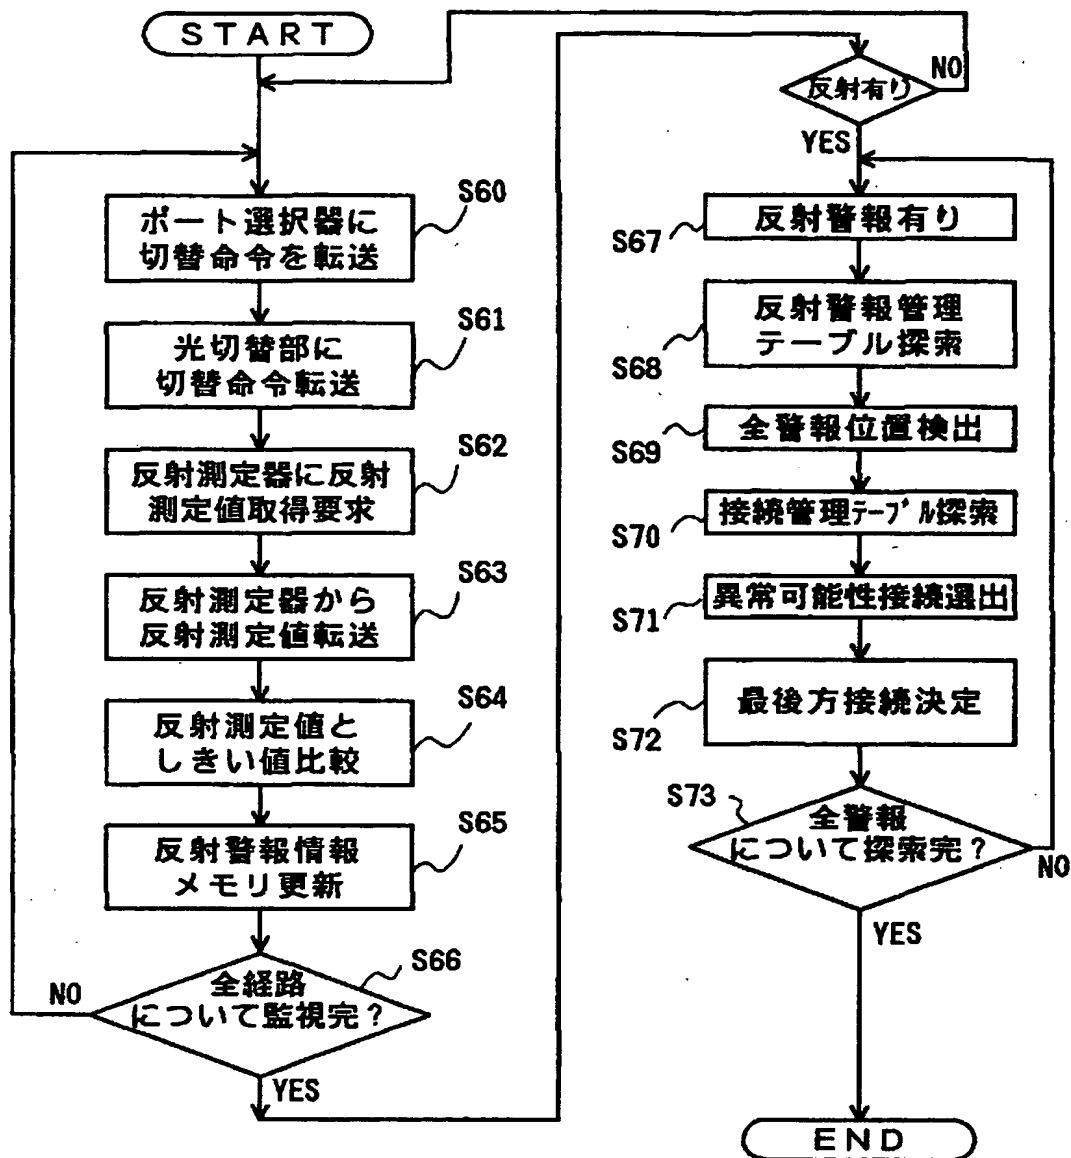 START
S60
ポート選択器に
切替命令を転送
S61
光切替部に
切替命令転送
S62
反射測定器に反射
測定値取得要求
S63
反射測定器から
反射測定値転送
S64
反射測定値と
しきい値比較
S65
反射警報情報
メモリ更新
S66
全経路
について監視完?
NO
YES
反射有り
NO
YES
S67
反射警報有り
S68
反射警報管理
テーブル探索
S69
全警報位置検出
S70
接続管理ﾃｰﾌﾞﾙ探索
S71
異常可能性接続選出
S72
最後方接続決定
S73
全警報
について探索完?
NO
YES
END